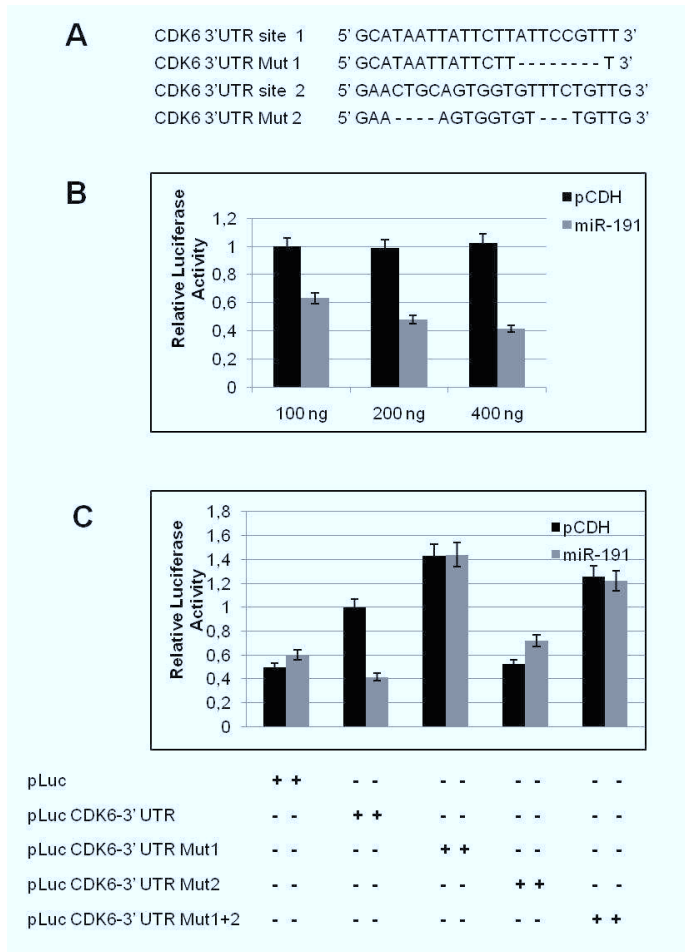 A
CDK6 3'UTR site 1 5' GCATAATTATTCTTATTCCGTTT 3'
CDK6 3'UTR Mut 1 5' GCATAATTATTCTT--------T 3'
CDK6 3'UTR site 2 5' GAACTGCAGTGGTGTTTCTGTTG 3'
CDK6 3'UTR Mut 2 5' GAA----AGTGGTGT---TGTTG 3'
B
Relative Luciferase
Activity
pCDH
miR-191
1,2
1
0,8
0,6
0,4
0,2
0
100 ng 200 ng 400 ng
C
Relative Luciferase
Activity
pCDH
miR-191
1,8
1,6
1,4
1,2
1
0,8
0,6
0,4
0,2
0
pLuc + + - - - - - - - -
pLuc CDK6-3' UTR - - + + - - - - - -
pLuc CDK6-3' UTR Mut1 - - - - + + - - - -
pLuc CDK6-3' UTR Mut2 - - - - - - + + - -
pLuc CDK6-3' UTR Mut1+2 - - - - - - - - + +